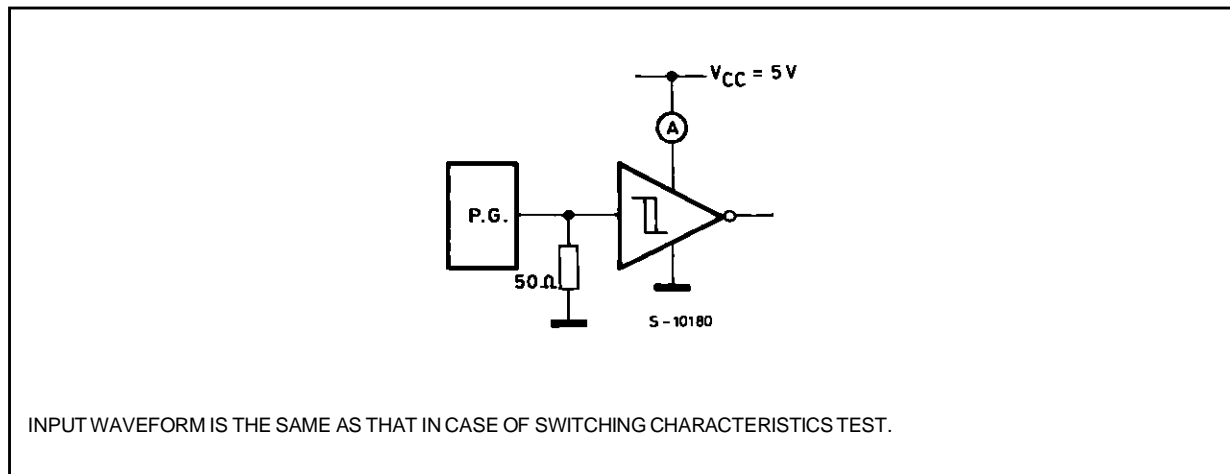 VCC = 5 V
A
P.G.
50 Ω
S-10180
INPUT WAVEFORM IS THE SAME AS THAT IN CASE OF SWITCHING CHARACTERISTICS TEST.